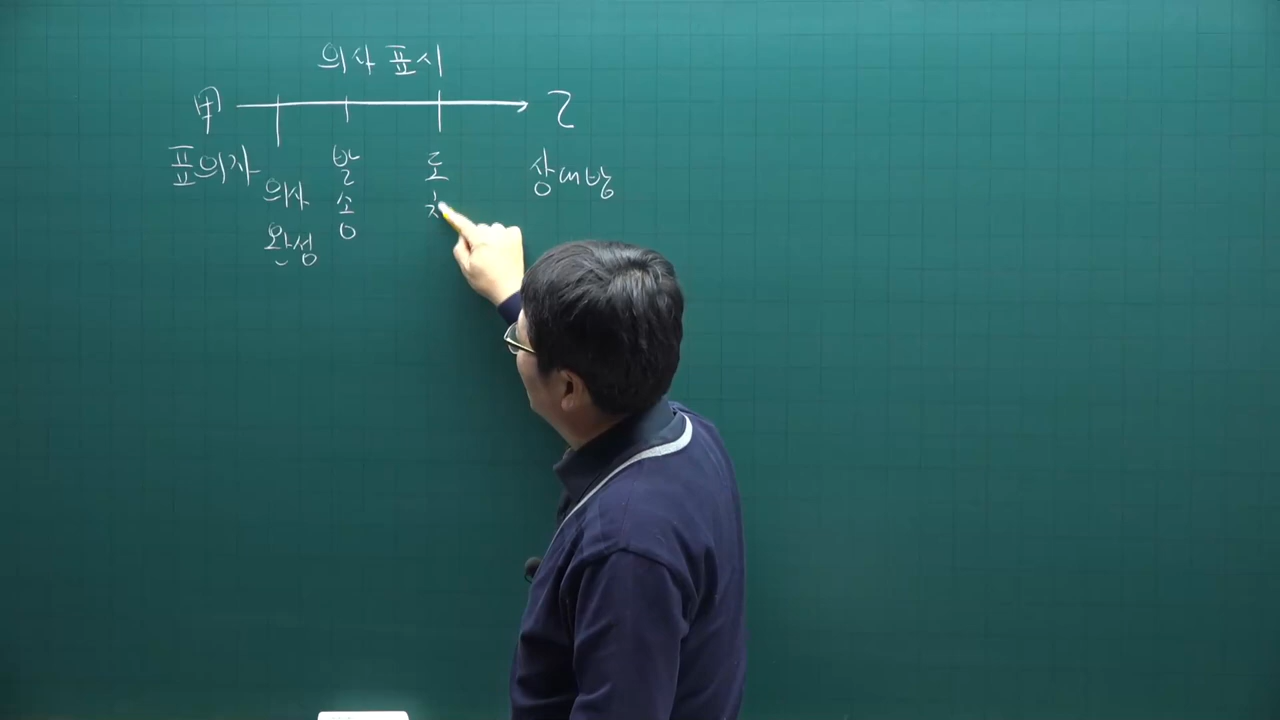 의사 표시
甲 乙
표의자
의사
완성
발
송
도
상대방